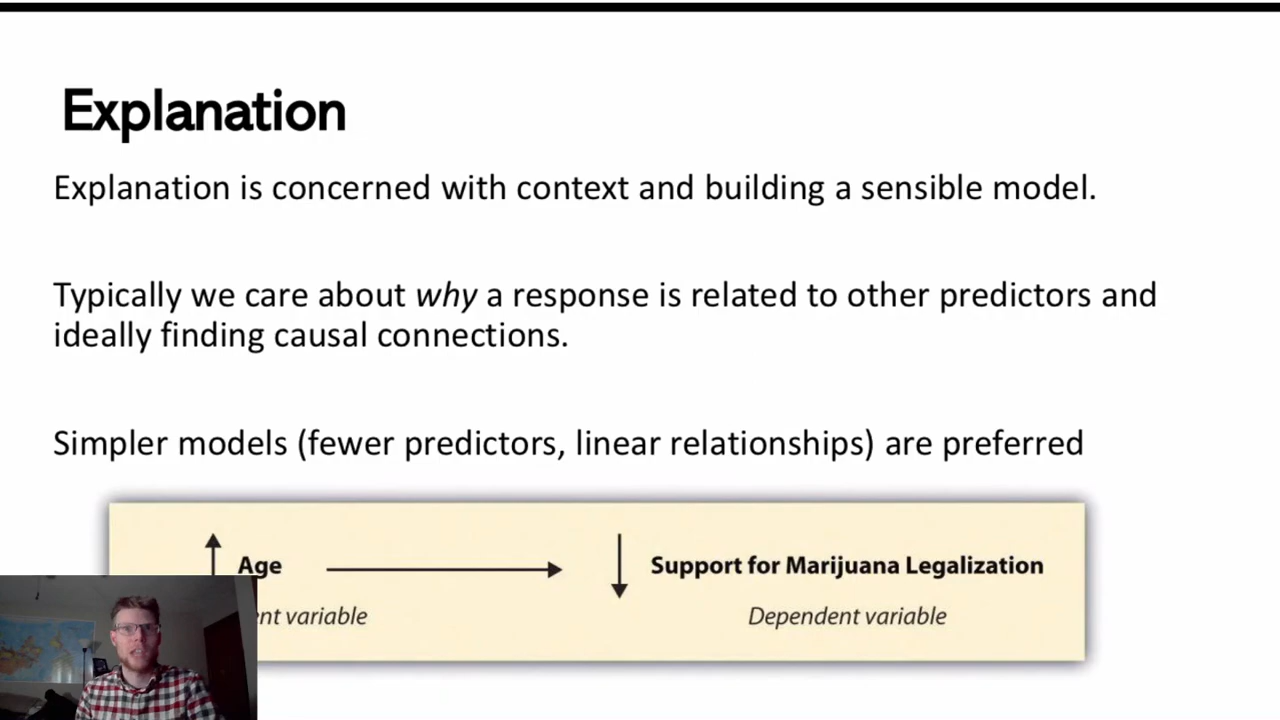 Explanation
Explanation is concerned with context and building a sensible model.
Typically we care about why a response is related to other predictors and
ideally finding causal connections.
Simpler models (fewer predictors, linear relationships) are preferred
Age
Support for Marijuana Legalization
variable
Dependent variable